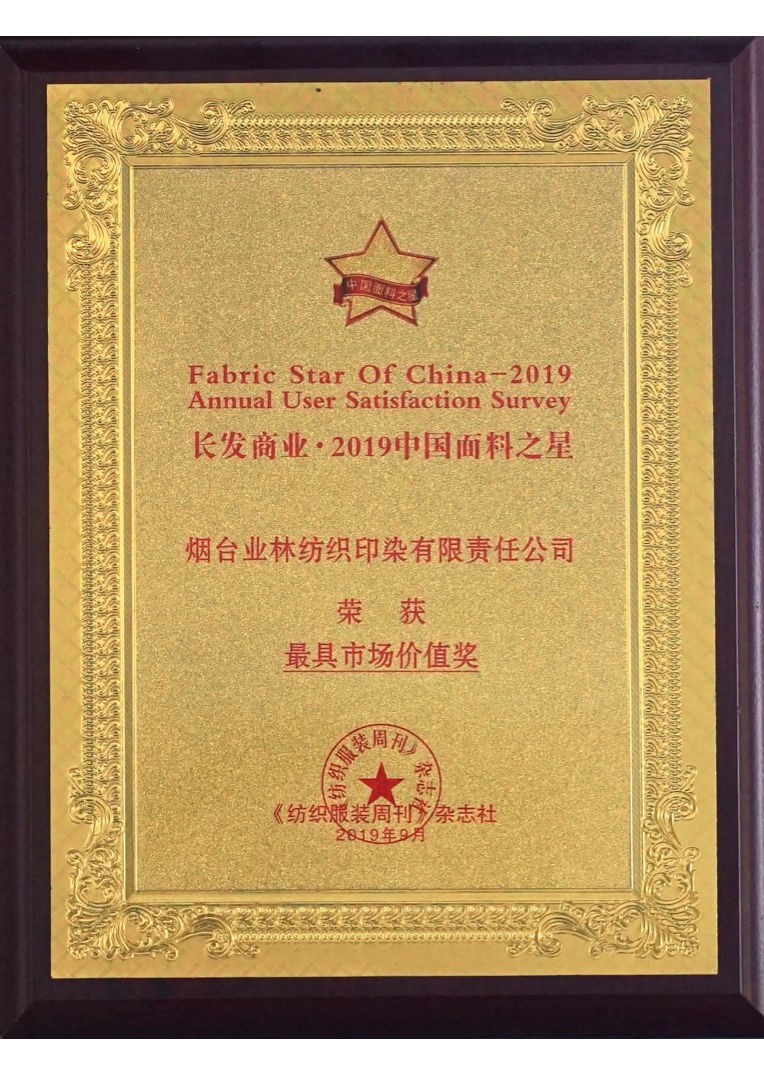 中国面料之星
Fabric Star Of China-2019
Annual User Satisfaction Survey
长发商业·2019中国面料之星
烟台业林纺织印染有限责任公司
荣 获
最具市场价值奖
《纺织服装周刊》杂志社
《纺织服装周刊》杂志社
2019年9月